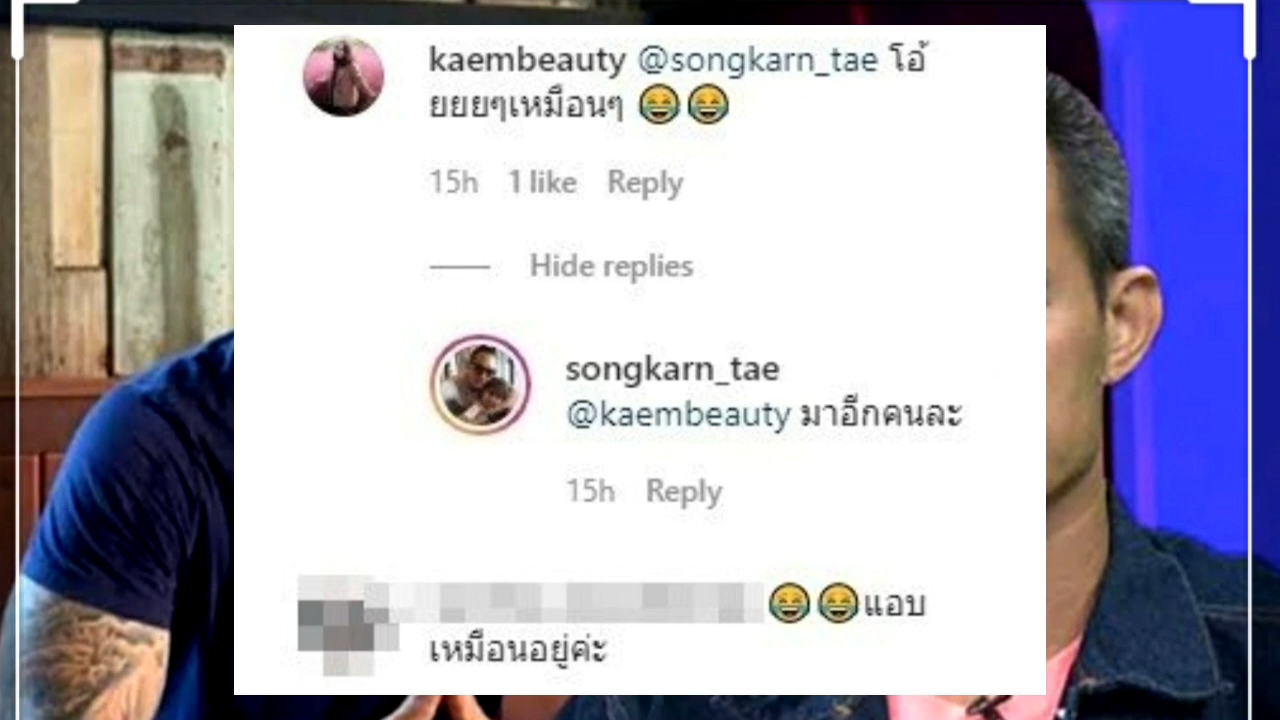 kaembeauty @songkarn_tae โอ้
ยยยๆเหมือนๆ 😂😂
15h 1 like Reply
Hide replies
songkarn_tae
@kaembeauty มาอีกคนละ
15h Reply
😂😂แอบ
เหมือนอยู่ค่ะ